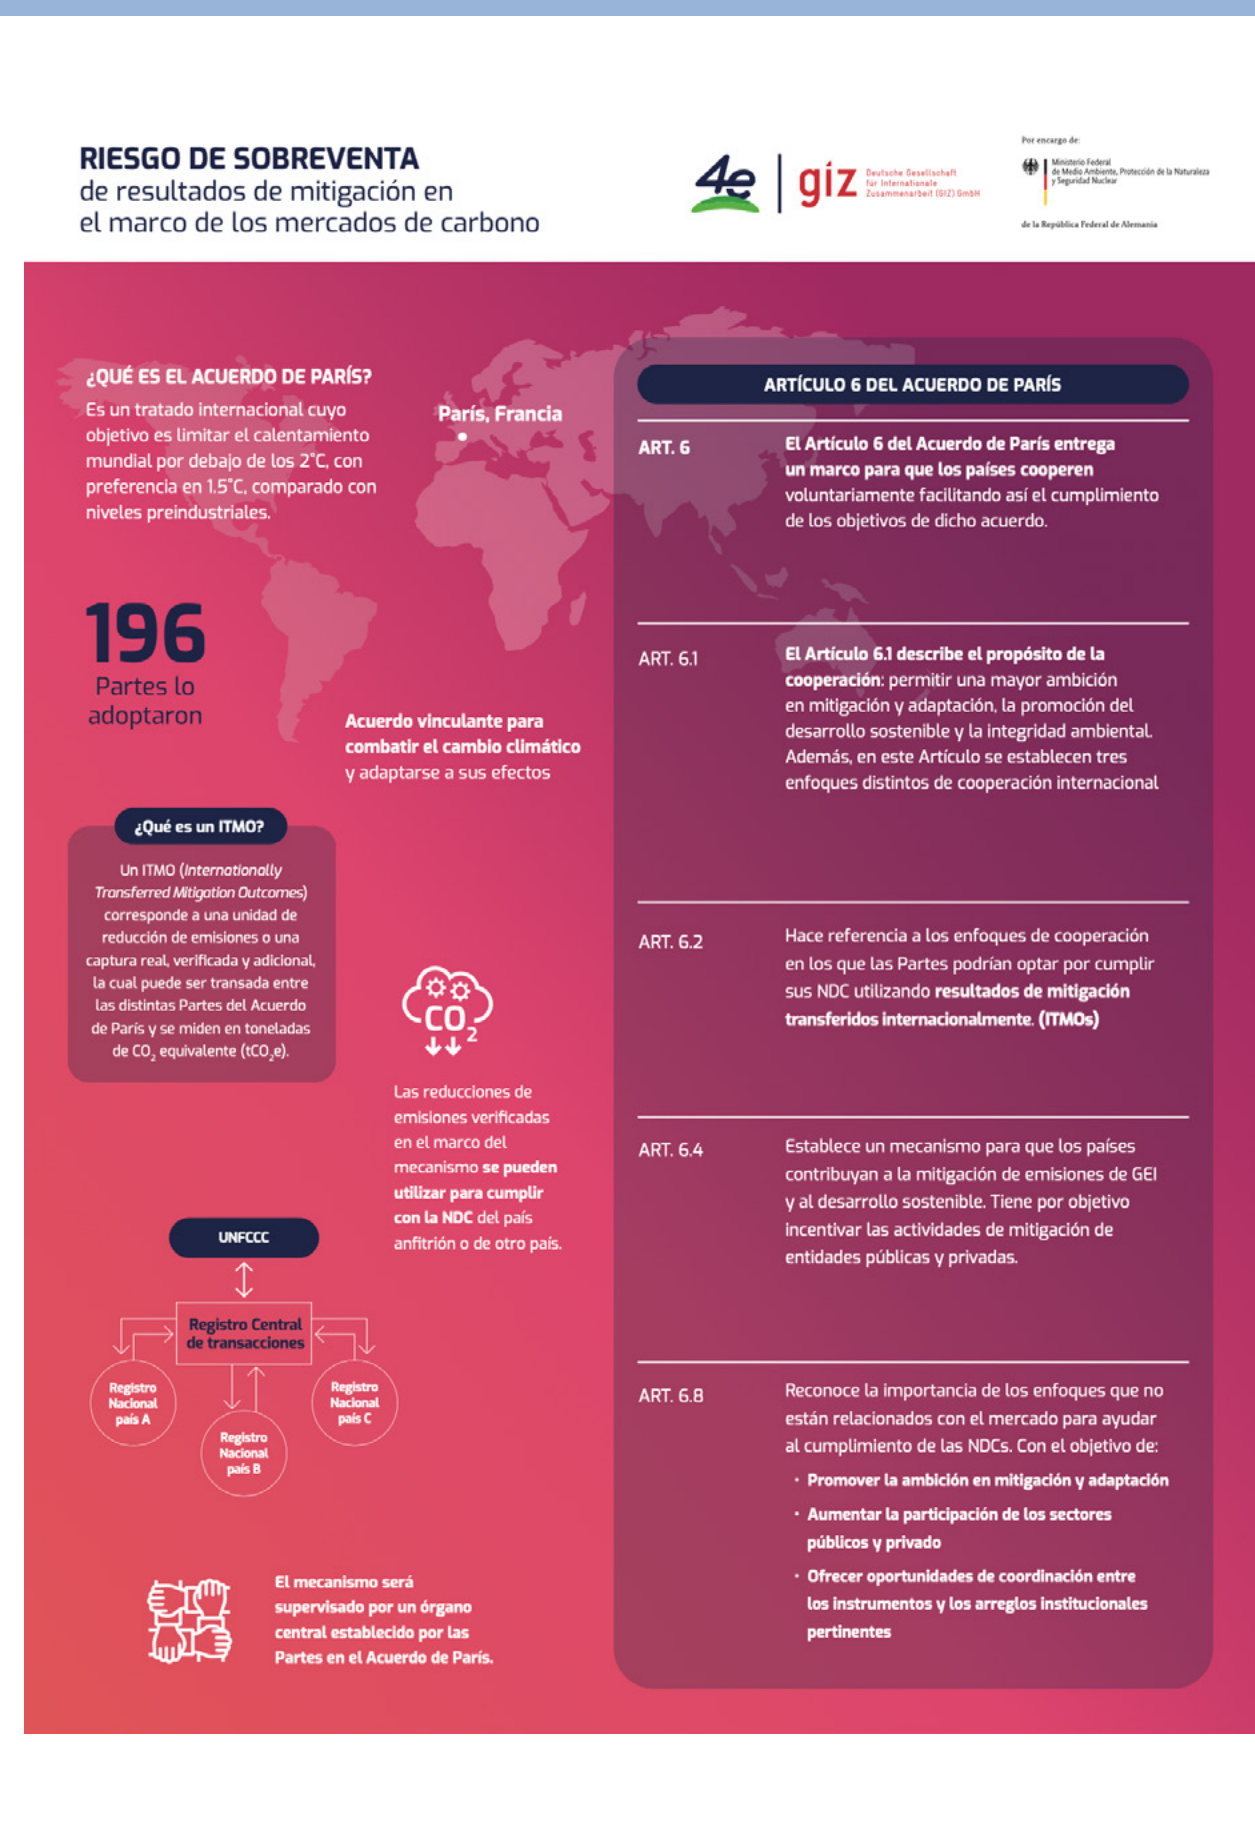 RIESGO DE SOBREVENTA
de resultados de mitigación en
el marco de los mercados de carbono
4e
giz
Deutsche Gesellschaft
für Internationale
Zusammenarbeit (GIZ) GmbH
Por encargo de:
Ministerio Federal
de Medio Ambiente, Protección de la Naturaleza
y Seguridad Nuclear
de la República Federal de Alemania
¿QUÉ ES EL ACUERDO DE PARÍS?
Es un tratado internacional cuyo
objetivo es limitar el calentamiento
mundial por debajo de los 2°C, con
preferencia en 1.5°C, comparado con
niveles preindustriales.
París, Francia
196
Partes lo
adoptaron
Acuerdo vinculante para
combatir el cambio climático
y adaptarse a sus efectos
¿Qué es un ITMO?
Un ITMO (Internationally
Transferred Mitigation Outcomes)
corresponde a una unidad de
reducción de emisiones o una
captura real, verificada y adicional,
la cual puede ser transada entre
las distintas Partes del Acuerdo
de París y se miden en toneladas
de CO2 equivalente (tCO2e).
CO2
Las reducciones de
emisiones verificadas
en el marco del
mecanismo se pueden
utilizar para cumplir
con la NDC del país
anfitrión o de otro país.
UNFCCC
Registro Central
de transacciones
Registro
Nacional
país A
Registro
Nacional
país B
Registro
Nacional
país C
El mecanismo será
supervisado por un órgano
central establecido por las
Partes en el Acuerdo de París.
ARTÍCULO 6 DEL ACUERDO DE PARÍS
ART. 6
El Artículo 6 del Acuerdo de París entrega
un marco para que los países cooperen
voluntariamente facilitando así el cumplimiento
de los objetivos de dicho acuerdo.
ART. 6.1
El Artículo 6.1 describe el propósito de la
cooperación: permitir una mayor ambición
en mitigación y adaptación, la promoción del
desarrollo sostenible y la integridad ambiental.
Además, en este Artículo se establecen tres
enfoques distintos de cooperación internacional
ART. 6.2
Hace referencia a los enfoques de cooperación
en los que las Partes podrían optar por cumplir
sus NDC utilizando resultados de mitigación
transferidos internacionalmente. (ITMOs)
ART. 6.4
Establece un mecanismo para que los países
contribuyan a la mitigación de emisiones de GEI
y al desarrollo sostenible. Tiene por objetivo
incentivar las actividades de mitigación de
entidades públicas y privadas.
ART. 6.8
Reconoce la importancia de los enfoques que no
están relacionados con el mercado para ayudar
al cumplimiento de las NDCs. Con el objetivo de:
· Promover la ambición en mitigación y adaptación
· Aumentar la participación de los sectores
públicos y privado
· Ofrecer oportunidades de coordinación entre
los instrumentos y los arreglos institucionales
pertinentes